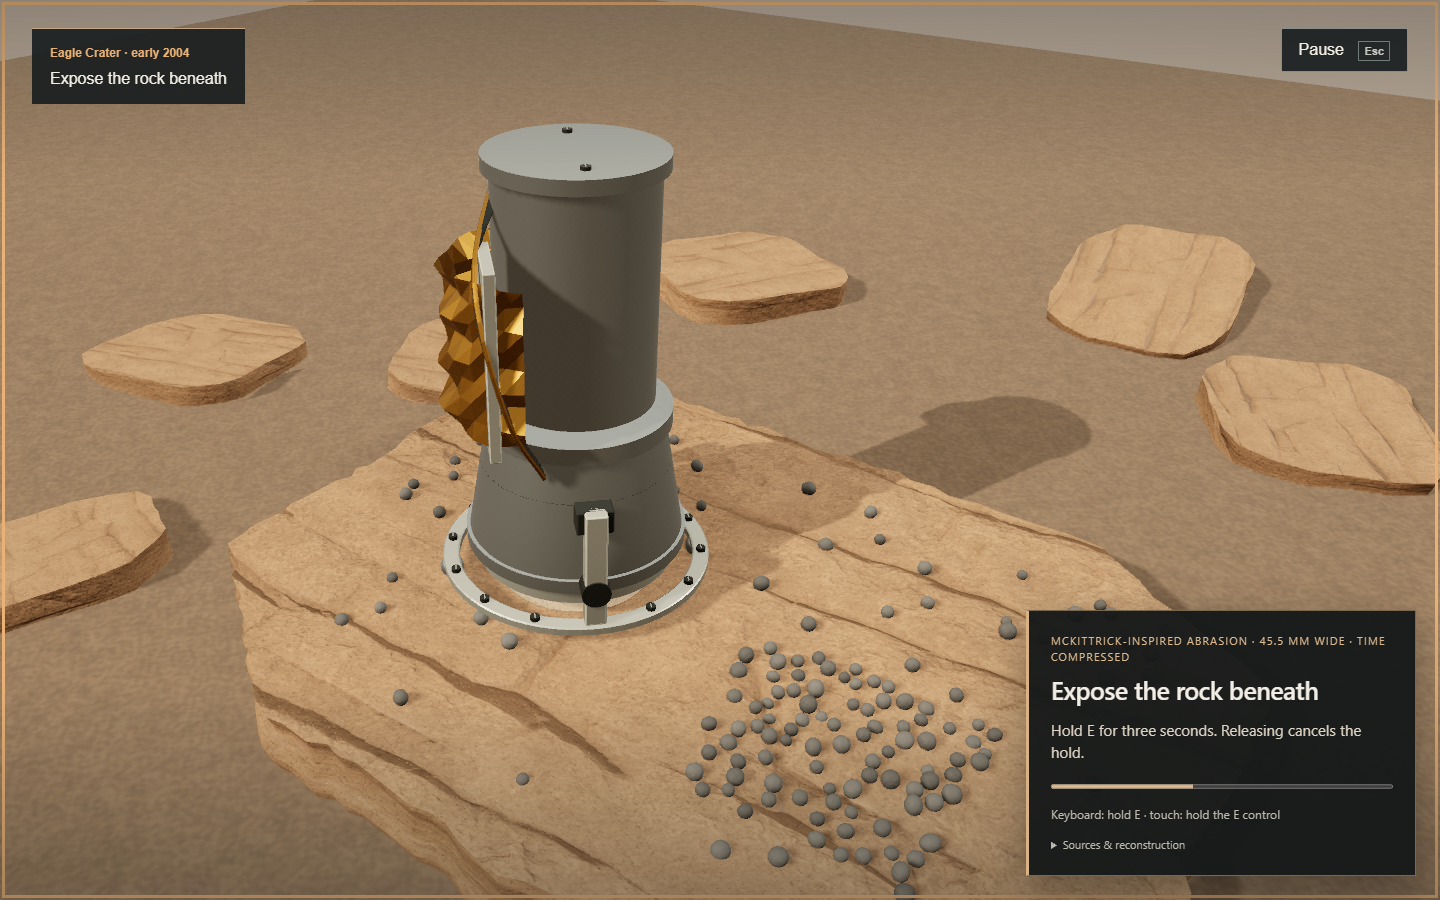 Eagle Crater · early 2004
Expose the rock beneath
Pause Esc
MCKITTRICK-INSPIRED ABRASION · 45.5 MM WIDE · TIME
COMPRESSED
Expose the rock beneath
Hold E for three seconds. Releasing cancels the
hold.
Keyboard: hold E · touch: hold the E control
Sources & reconstruction